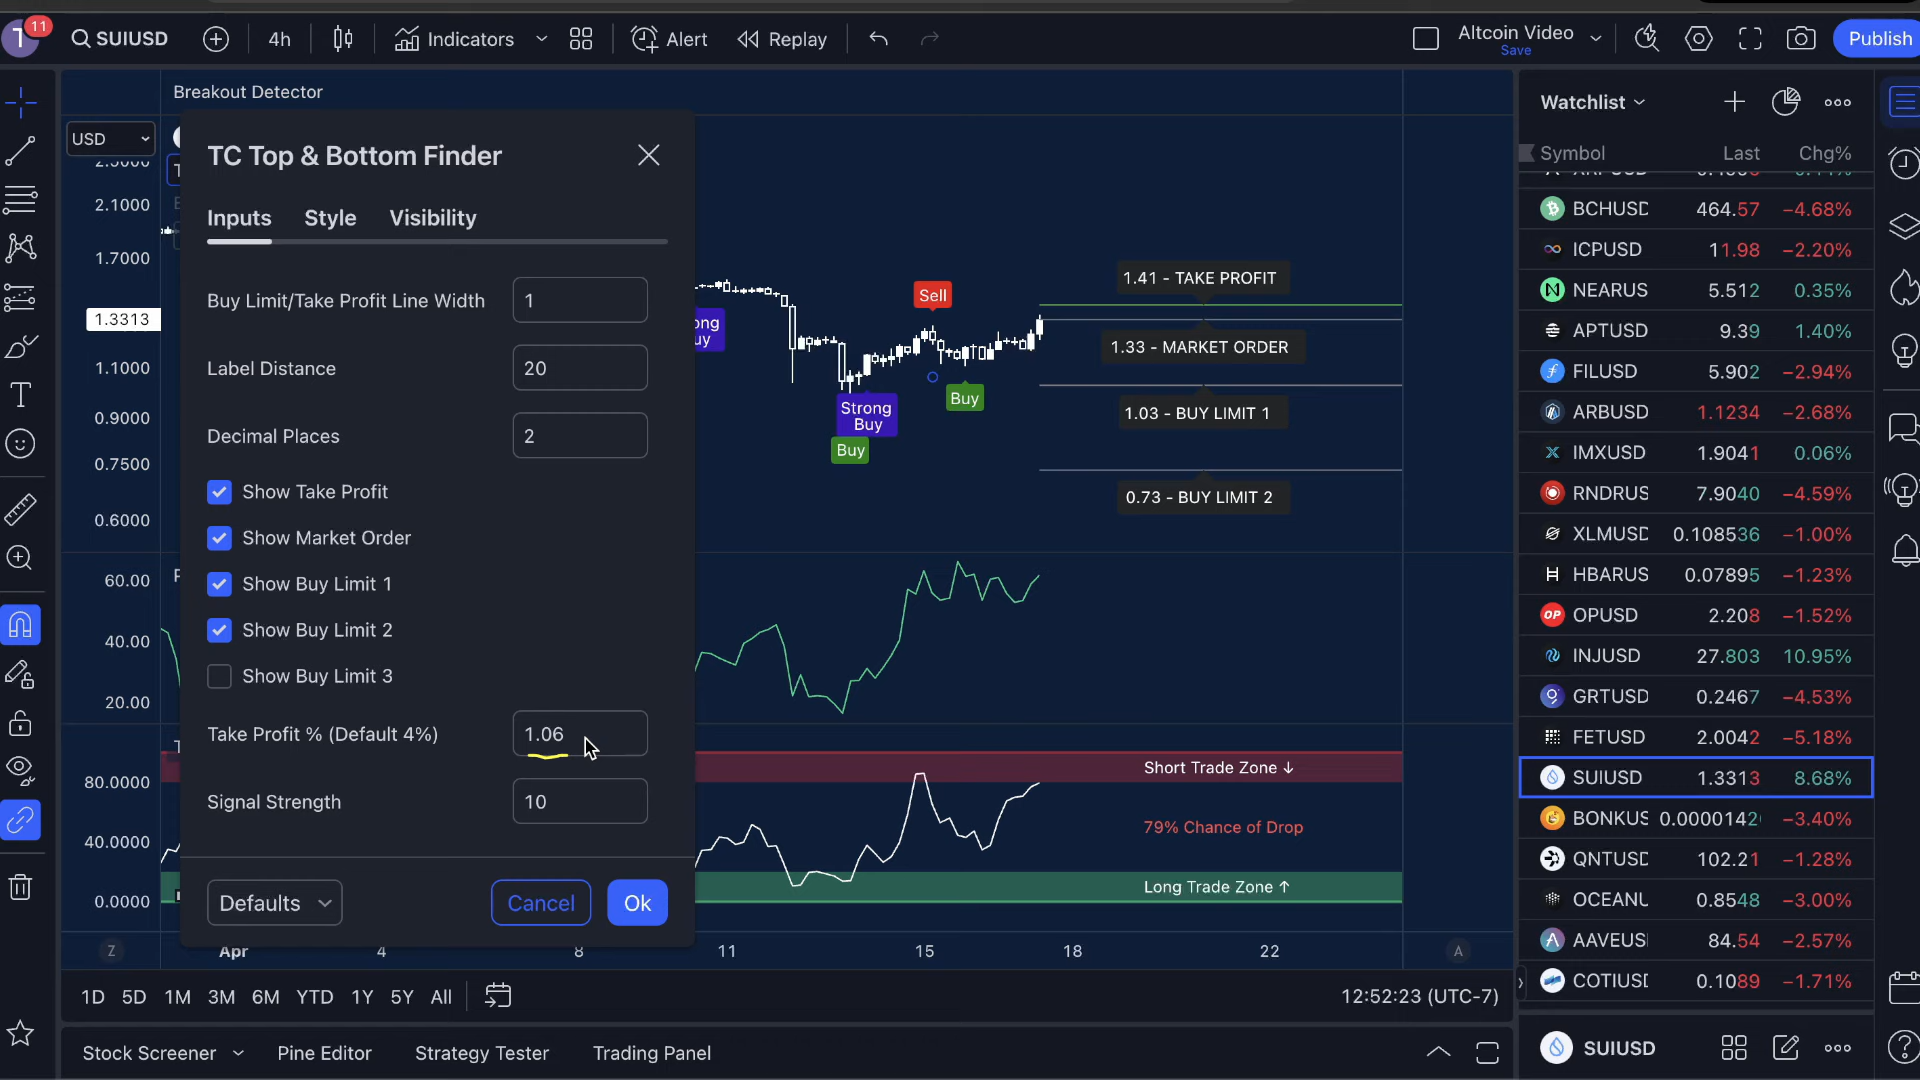 T 11 SUIUSD 4h Indicators Alert Replay Altcoin Video Save Publish
Breakout Detector
USD
2.1000
1.7000
1.3313
1.1000
0.9000
0.7500
0.6000
60.00
40.00
20.00
80.0000
40.0000
0.0000
TC Top & Bottom Finder
Inputs Style Visibility
Buy Limit/Take Profit Line Width 1
Label Distance 20
Decimal Places 2
Show Take Profit
Show Market Order
Show Buy Limit 1
Show Buy Limit 2
Show Buy Limit 3
Take Profit % (Default 4%) 1.06
Signal Strength 10
Defaults Cancel Ok
Sell
Strong
Buy
Buy
Buy
1.41 - TAKE PROFIT
1.33 - MARKET ORDER
1.03 - BUY LIMIT 1
0.73 - BUY LIMIT 2
Short Trade Zone ↓
79% Chance of Drop
Long Trade Zone ↑
Z Apr 4 8 11 15 18 22 A
1D 5D 1M 3M 6M YTD 1Y 5Y All 12:52:23 (UTC-7)
Stock Screener Pine Editor Strategy Tester Trading Panel
Watchlist
Symbol Last Chg%
BCHUSD 464.57 −4.68%
ICPUSD 11.98 −2.20%
NEARUS 5.512 0.35%
APTUSD 9.39 1.40%
FILUSD 5.902 −2.94%
ARBUSD 1.1234 −2.68%
IMXUSD 1.9041 0.06%
RNDRUS 7.9040 −4.59%
XLMUSD 0.108536 −1.00%
HBARUS 0.07895 −1.23%
OPUSD 2.208 −1.52%
INJUSD 27.803 10.95%
GRTUSD 0.2467 −4.53%
FETUSD 2.0042 −5.18%
SUIUSD 1.3313 8.68%
BONKUS 0.0000142 −3.40%
QNTUSD 102.21 −1.28%
OCEANU 0.8548 −3.00%
AAVEUS 84.54 −2.57%
COTIUS 0.1089 −1.71%
SUIUSD